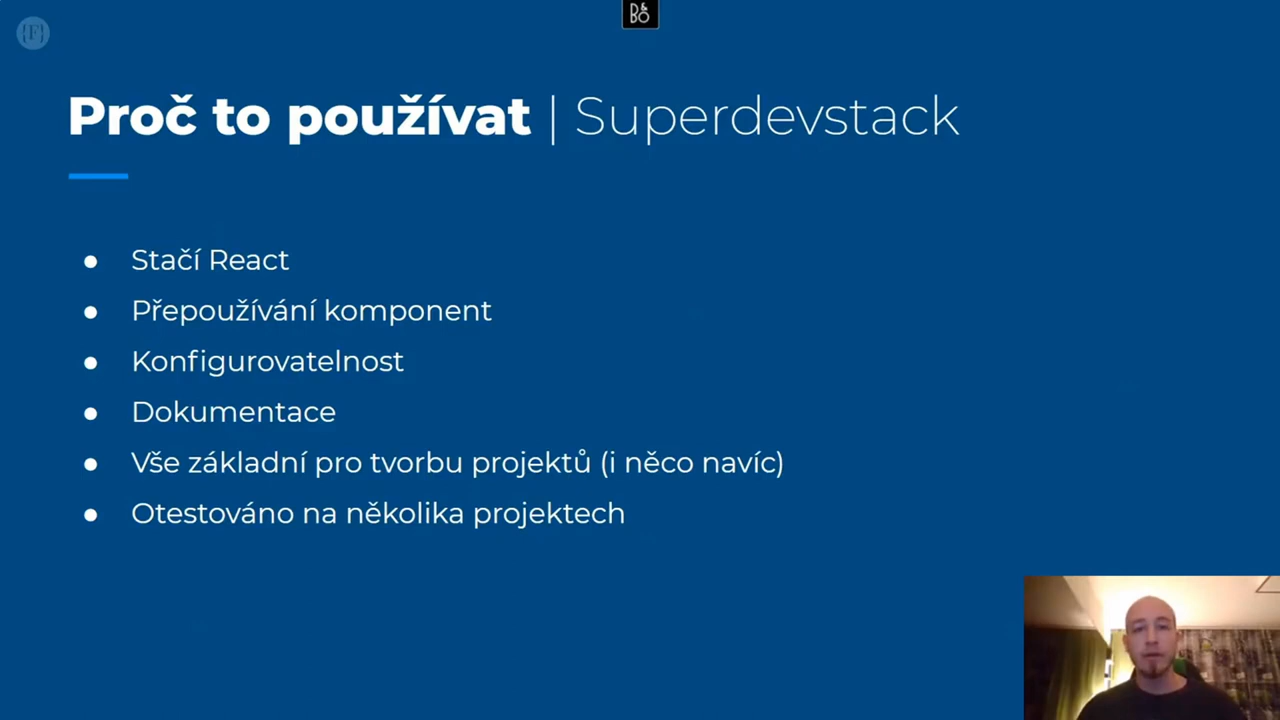 {F}
B&O
Proč to používat | Superdevstack
● Stačí React
● Přepoužívání komponent
● Konfigurovatelnost
● Dokumentace
● Vše základní pro tvorbu projektů (i něco navíc)
● Otestováno na několika projektech